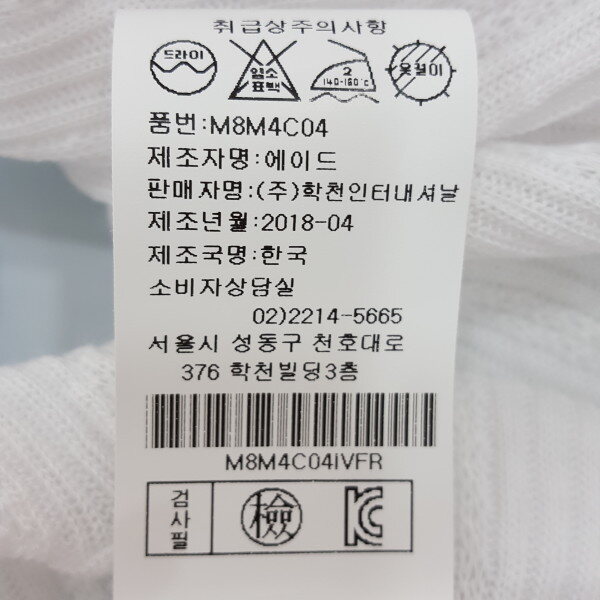 취급상주의사항
드라이 염소 표백 2 140-160℃ 옷걸이
품번:M8M4C04
제조자명:에이드
판매자명:(주)학천인터내셔날
제조년월:2018-04
제조국명:한국
소비자상담실
02)2214-5665
서울시 성동구 천호대로
376 학천빌딩3층
M8M4C04IVFR
검사필 檢 KC